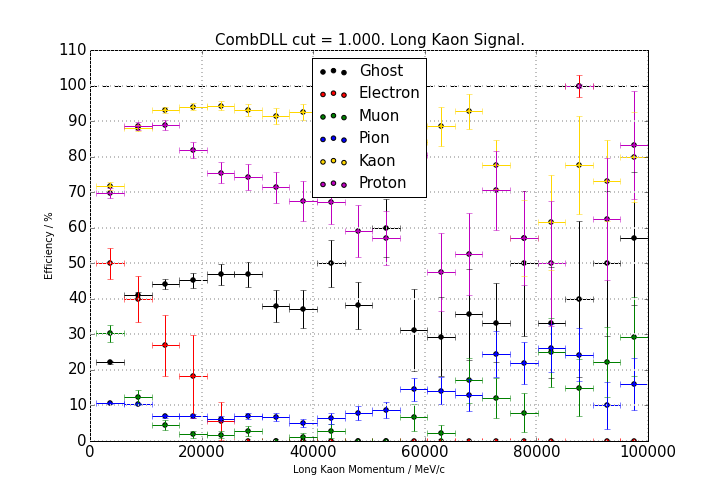 CombDLL cut = 1.000. Long Kaon Signal.
110
100
90
80
70
60
50
40
30
20
10
0
Efficiency / %
Ghost
Electron
Muon
Pion
Kaon
Proton
0 20000 40000 60000 80000 100000
Long Kaon Momentum / MeV/c